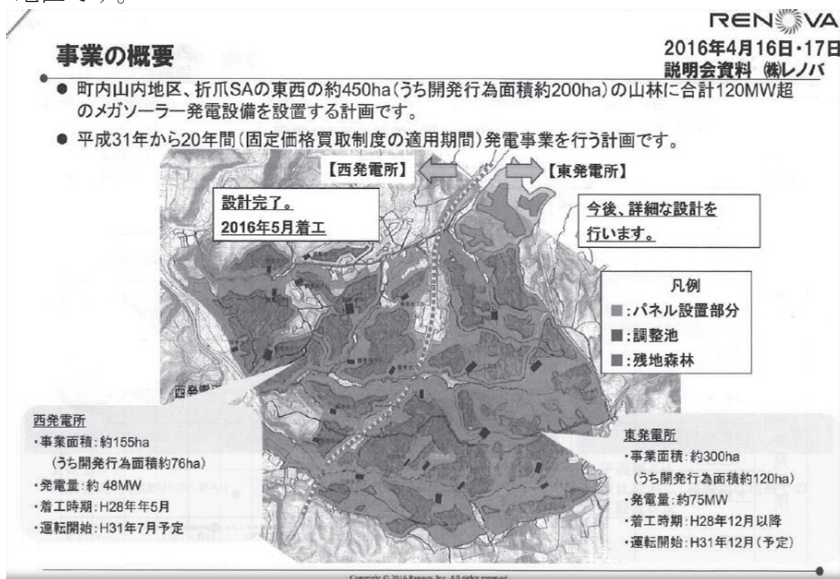 地区です。
RENOVA
2016年4月16日・17日
説明会資料 ㈱レノバ
事業の概要
● 町内山内地区、折爪SAの東西の約450ha(うち開発行為面積約200ha)の山林に合計120MW超
のメガソーラー発電設備を設置する計画です。
● 平成31年から20年間(固定価格買取制度の適用期間)発電事業を行う計画です。
【西発電所】
【東発電所】
設計完了。
2016年5月着工
今後、詳細な設計を
行います。
凡例
■:パネル設置部分
■:調整池
■:残地森林
西発電所
西発電所
・事業面積:約155ha
(うち開発行為面積約76ha)
・発電量:約 48MW
・着工時期:H28年年5月
・運転開始:H31年7月予定
東発電所
・事業面積:約300ha
(うち開発行為面積約120ha)
・発電量:約75MW
・着工時期:H28年12月以降
・運転開始:H31年12月(予定)
Copyright © 2016 Renova, Inc. All rights reserved.